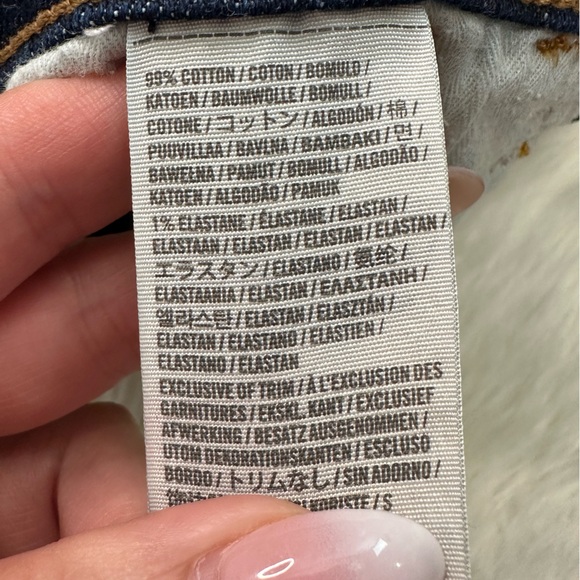 99% COTTON / COTON / BOMULD /
KATOEN / BAUMWOLLE / BOMULL /
COTONE / コットン / ALGODÓN / 棉 /
PUUVILLAA / BAVLNA / BAMBAKI / 면 /
BAWEŁNA / PAMUT / BOMULL / ALGODÃO /
KATOEN / ALGODÃO / PAMUK
1% ELASTANE / ÉLASTANE / ELASTAN /
ELASTAAN / ELASTAN / ELASTAN / ELASTAN /
エラスタン / ELASTANO / 氨纶 /
ELASTAANIA / ELASTAN / ΕΛΑΣΤΑΝΗ /
엘라스탄 / ELASTAN / ELASZTÁN /
ELASTAN / ELASTANO / ELASTIEN /
ELASTANO / ELASTAN
EXCLUSIVE OF TRIM / À L'EXCLUSION DES
GARNITURES / EKSKL. KANT / EXCLUSIEF
AFWERKING / BESATZ AUSGENOMMEN /
UTOM DEKORATIONSKANTEN / ESCLUSO
BORDO / トリムなし / SIN ADORNO /
/ S